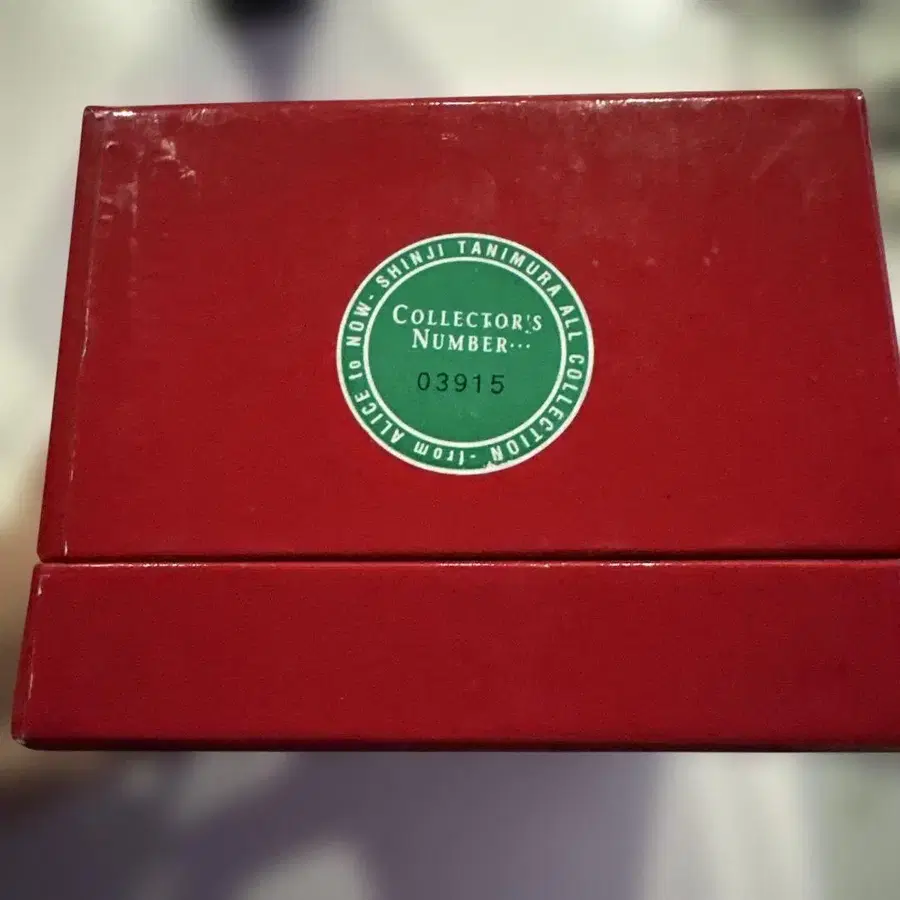 SHINJI TANIMURA ALL COLLECTION - from ALICE to NOW -
COLLECTOR'S
NUMBER···
03915